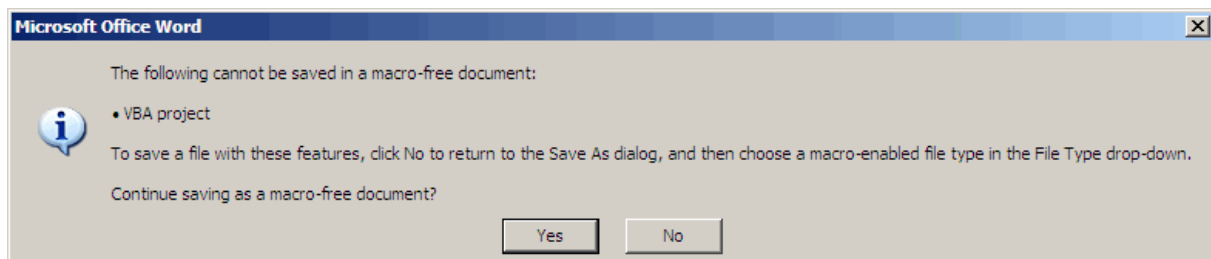 Microsoft Office Word
The following cannot be saved in a macro-free document:
• VBA project
To save a file with these features, click No to return to the Save As dialog, and then choose a macro-enabled file type in the File Type drop-down.
Continue saving as a macro-free document?
Yes No